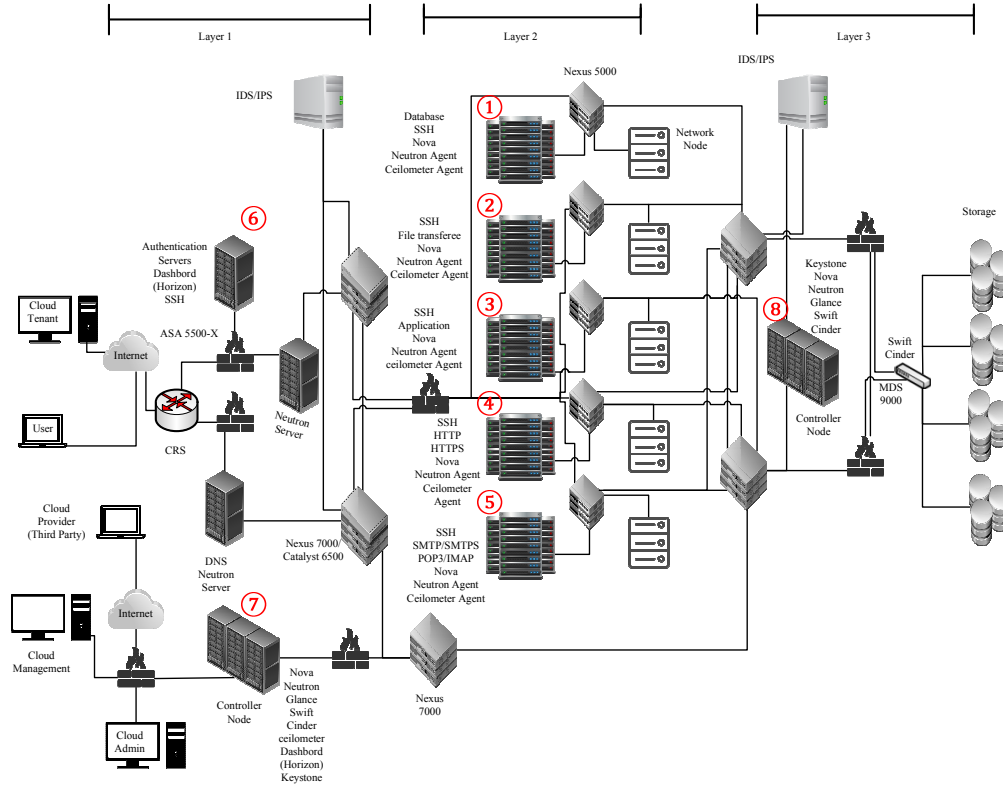 Layer 1
Layer 2
Layer 3
IDS/IPS
Nexus 5000
IDS/IPS
①
Database
SSH
Nova
Neutron Agent
Ceilometer Agent
Network
Node
②
SSH
File transferee
Nova
Neutron Agent
Ceilometer Agent
⑥
Authentication
Servers
Dashbord
(Horizon)
SSH
Storage
Keystone
Nova
Neutron
Glance
Swift
Cinder
③
SSH
Application
Nova
Neutron Agent
ceilometer Agent
⑧
Cloud
Tenant
ASA 5500-X
Internet
Swift
Cinder
MDS
9000
Controller
Node
User
CRS
Neutron
Server
④
SSH
HTTP
HTTPS
Nova
Neutron Agent
Ceilometer
Agent
⑤
SSH
SMTP/SMTPS
POP3/IMAP
Nova
Neutron Agent
Ceilometer Agent
Cloud
Provider
(Third Party)
DNS
Neutron
Server
Nexus 7000/
Catalyst 6500
Internet
⑦
Cloud
Management
Controller
Node
Nova
Neutron
Glance
Swift
Cinder
ceilometer
Dashbord
(Horizon)
Keystone
Nexus
7000
Cloud
Admin